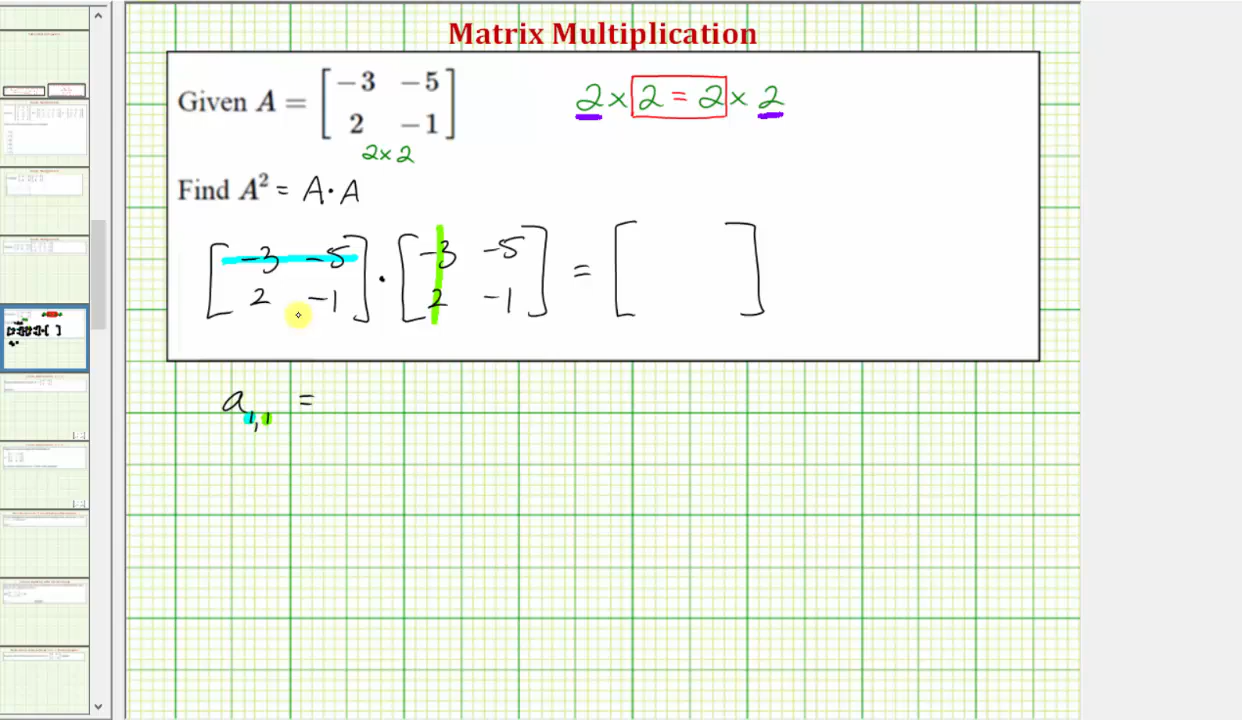 Matrix Multiplication
Given A = [ −3 −5
2 −1 ]
2 × 2 = 2 × 2
2×2
Find A² = A·A
[ −3 −5
2 −1 ] · [ −3 −5
2 −1 ] = [ ]
a₁,₁ =